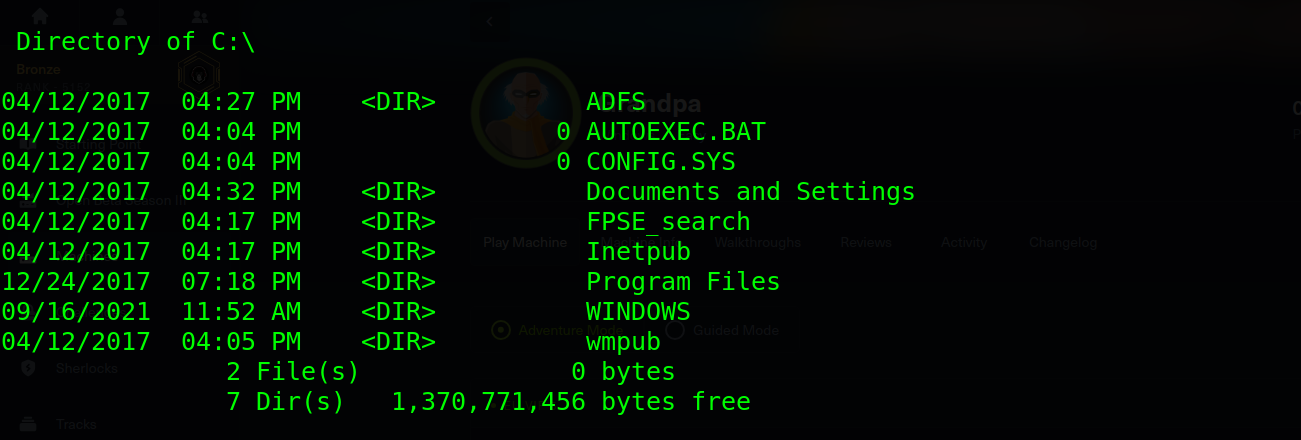 Directory of C:\
Bronze
04/12/2017  04:27 PM    <DIR>          ADFS
04/12/2017  04:04 PM                 0 AUTOEXEC.BAT
04/12/2017  04:04 PM                 0 CONFIG.SYS
04/12/2017  04:32 PM    <DIR>          Documents and Settings
04/12/2017  04:17 PM    <DIR>          FPSE_search
Play Machine Walkthroughs Reviews Activity Changelog
04/12/2017  04:17 PM    <DIR>          Inetpub
12/24/2017  07:18 PM    <DIR>          Program Files
09/16/2021  11:52 AM    <DIR>          WINDOWS
Adventure Mode Guided Mode
04/12/2017  04:05 PM    <DIR>          wmpub
Sherlocks
               2 File(s)              0 bytes
               7 Dir(s)   1,370,771,456 bytes free
Tracks